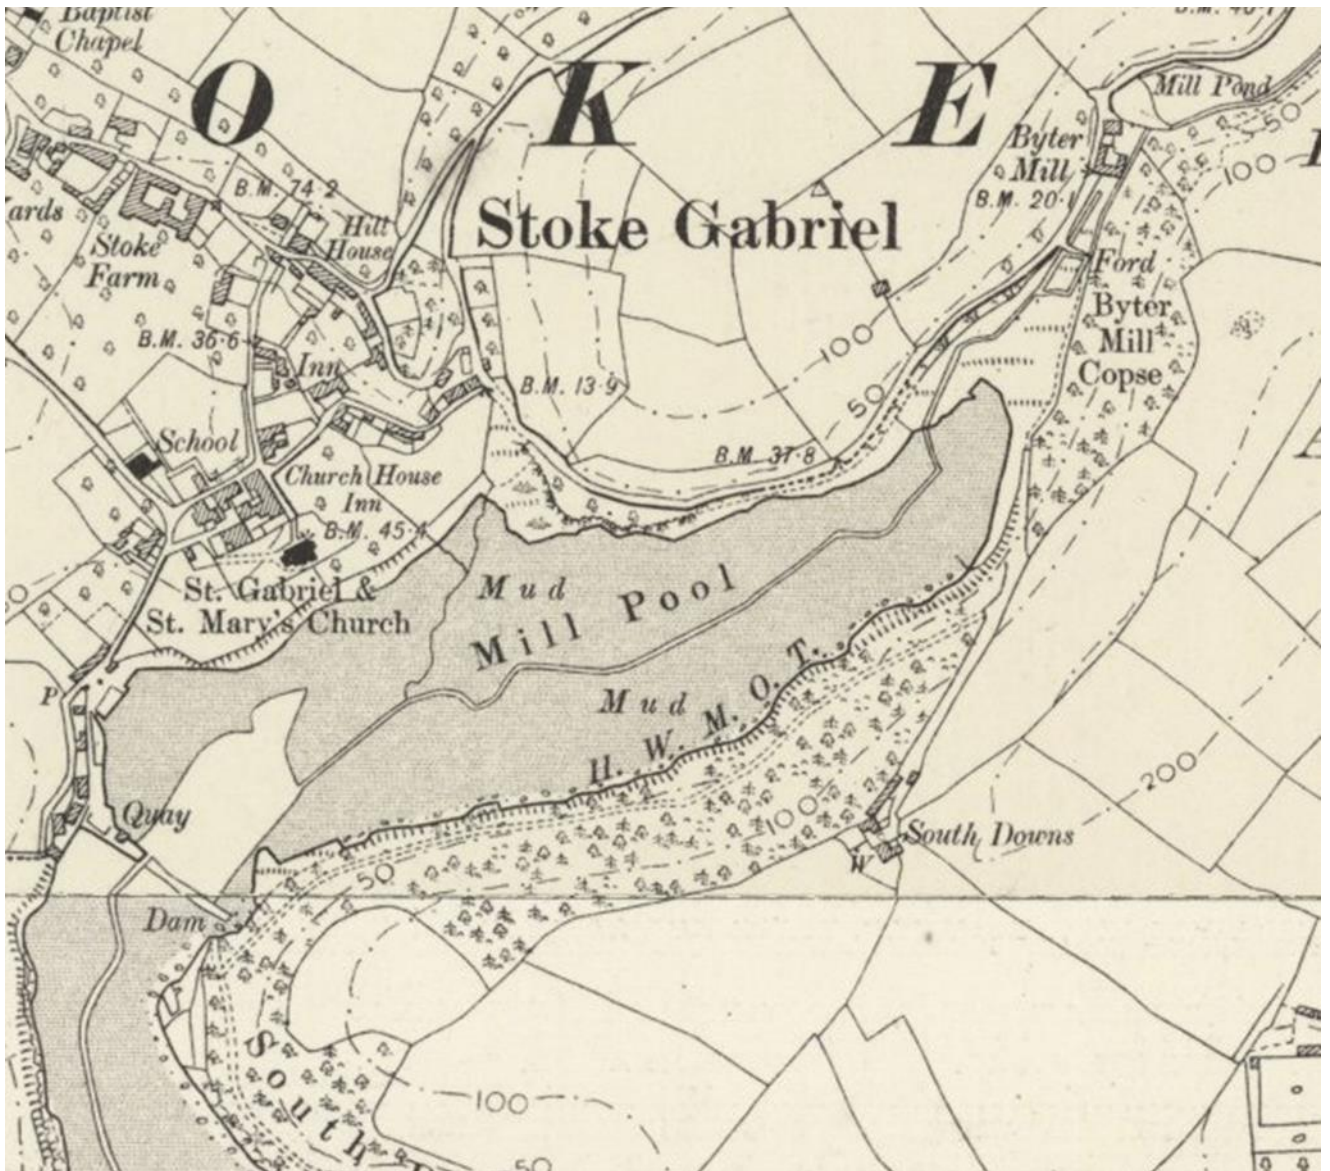 Baptist
Chapel
O K E
Mill Pond
50
100
Byter
Mill
B.M. 20·1
B.M. 74·2
Hill
House
Stoke Gabriel
ards
Stoke
Farm
Ford
Byter
Mill
Copse
B.M. 36·6
Inn
100
50
B.M. 13·9
B.M. 37·8
School
Church House
Inn
B.M. 45·4
St. Gabriel &
St. Mary's Church
Mud
Mill Pool
Mud
H. W. M. O. T.
P
Quay
200
100
South Downs
W
50
Dam
South
100
50